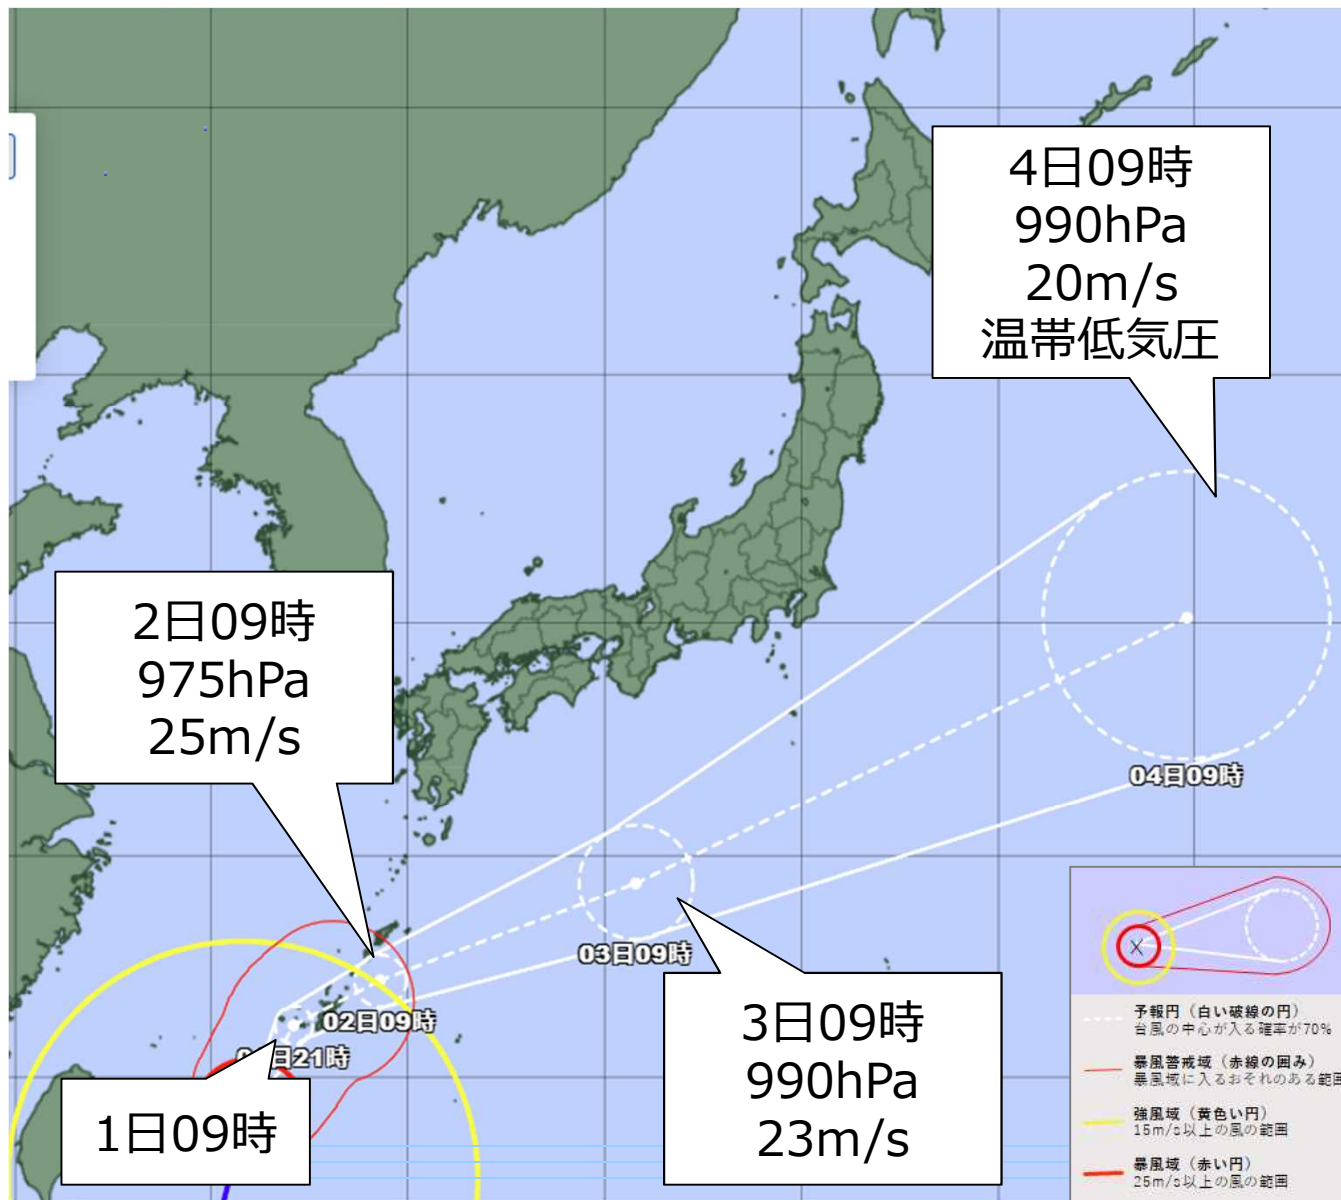 4日09時
990hPa
20m/s
温帯低気圧
2日09時
975hPa
25m/s
04日09時
03日09時
02日09時
日21時
1日09時
3日09時
990hPa
23m/s
予報円（白い破線の円）
台風の中心が入る確率が70%
暴風警戒域（赤線の囲み）
暴風域に入るおそれのある範囲
強風域（黄色い円）
15m/s以上の風の範囲
暴風域（赤い円）
25m/s以上の風の範囲